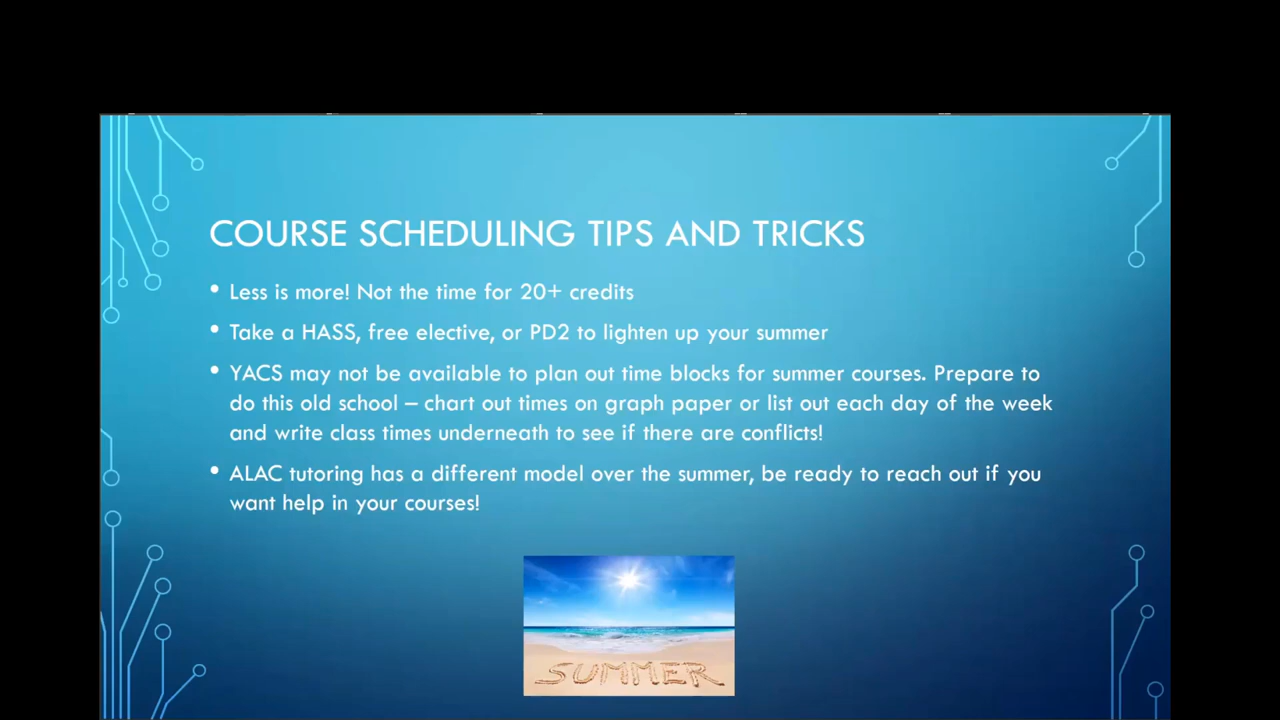 COURSE SCHEDULING TIPS AND TRICKS
• Less is more! Not the time for 20+ credits
• Take a HASS, free elective, or PD2 to lighten up your summer
• YACS may not be available to plan out time blocks for summer courses. Prepare to
do this old school – chart out times on graph paper or list out each day of the week
and write class times underneath to see if there are conflicts!
• ALAC tutoring has a different model over the summer, be ready to reach out if you
want help in your courses!
SUMMER